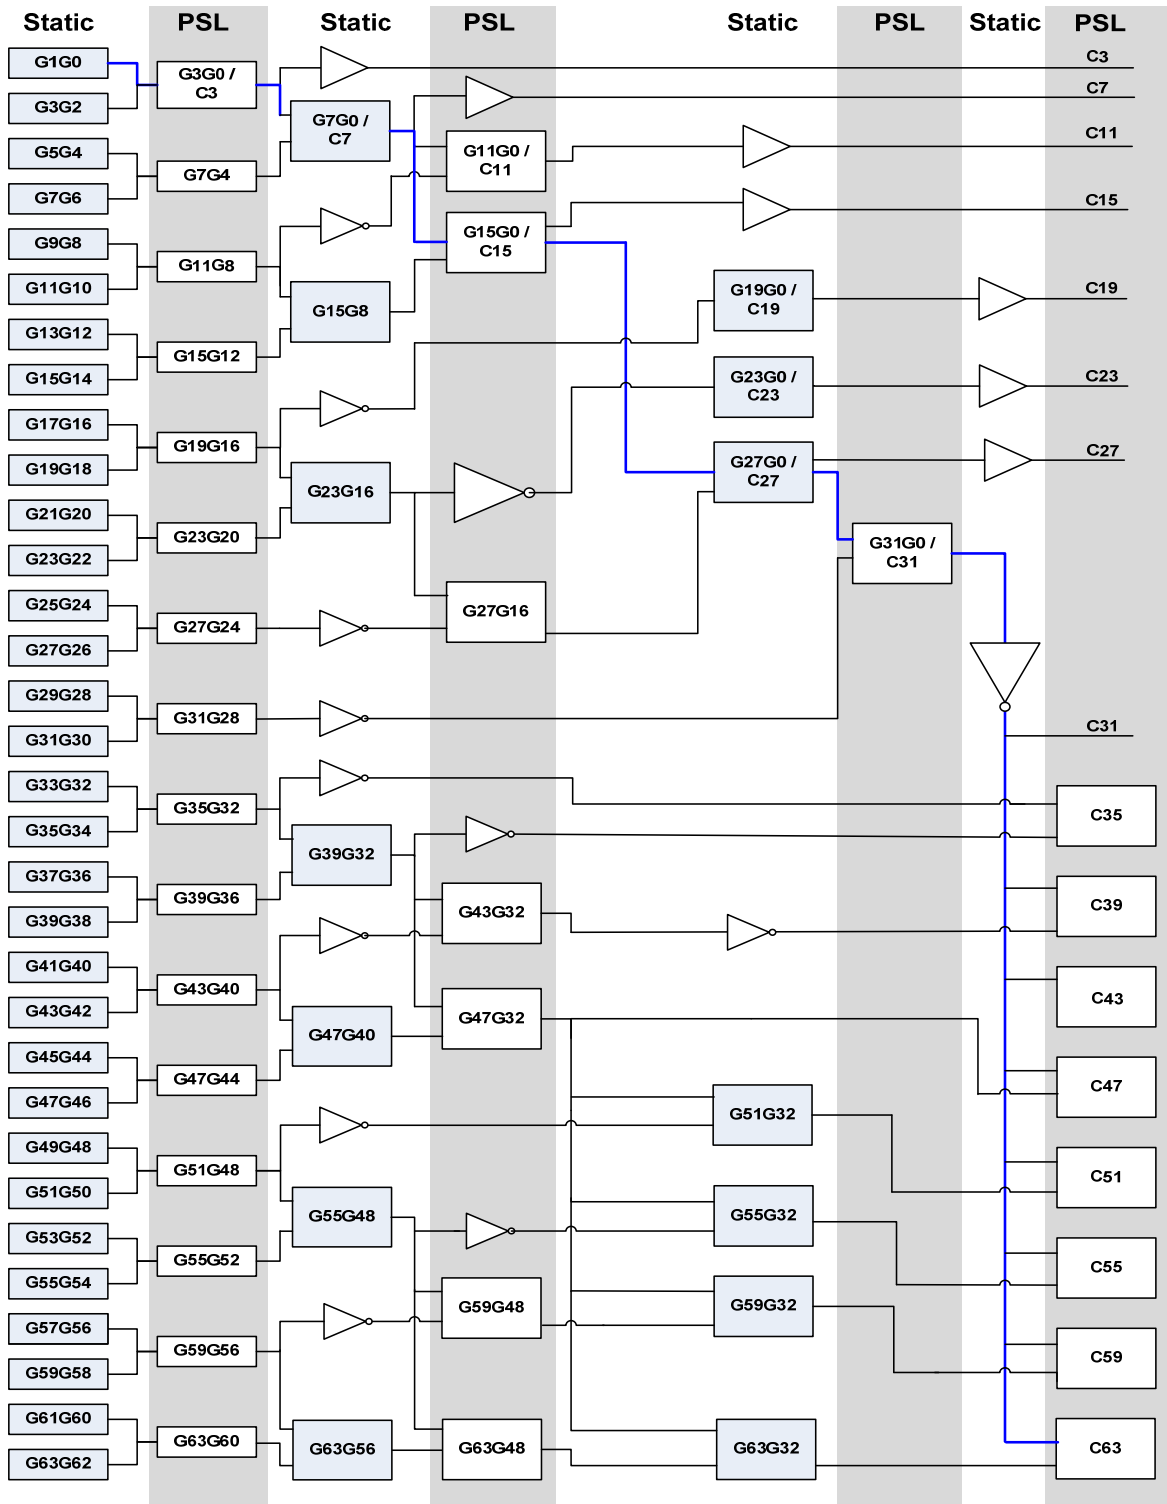 Static PSL Static PSL Static PSL Static PSL
G1G0
G3G2
G5G4
G7G6
G9G8
G11G10
G13G12
G15G14
G17G16
G19G18
G21G20
G23G22
G25G24
G27G26
G29G28
G31G30
G33G32
G35G34
G37G36
G39G38
G41G40
G43G42
G45G44
G47G46
G49G48
G51G50
G53G52
G55G54
G57G56
G59G58
G61G60
G63G62
G3G0 /
C3
G7G4
G11G8
G15G12
G19G16
G23G20
G27G24
G31G28
G35G32
G39G36
G43G40
G47G44
G51G48
G55G52
G59G56
G63G60
G7G0 /
C7
G15G8
G23G16
G39G32
G47G40
G55G48
G63G56
G11G0 /
C11
G15G0 /
C15
G27G16
G43G32
G47G32
G59G48
G63G48
G19G0 /
C19
G23G0 /
C23
G27G0 /
C27
G51G32
G55G32
G59G32
G63G32
G31G0 /
C31
C3
C7
C11
C15
C19
C23
C27
C31
C35
C39
C43
C47
C51
C55
C59
C63